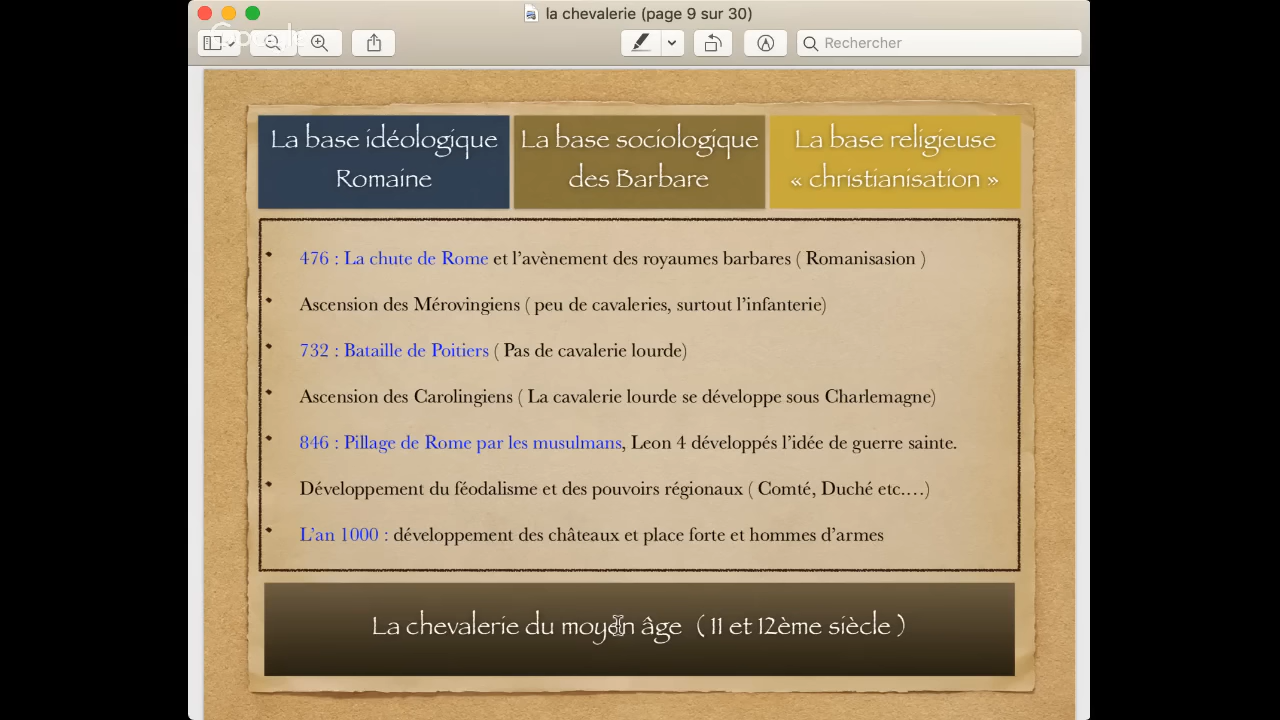 la chevalerie (page 9 sur 30)
Google
Rechercher
La base idéologique
Romaine
La base sociologique
des Barbare
La base religieuse
« christianisation »
476 : La chute de Rome et l'avènement des royaumes barbares ( Romanisasion )
Ascension des Mérovingiens ( peu de cavaleries, surtout l'infanterie)
732 : Bataille de Poitiers ( Pas de cavalerie lourde)
Ascension des Carolingiens ( La cavalerie lourde se développe sous Charlemagne)
846 : Pillage de Rome par les musulmans, Leon 4 développés l'idée de guerre sainte.
Développement du féodalisme et des pouvoirs régionaux ( Comté, Duché etc.…)
L'an 1000 : développement des châteaux et place forte et hommes d'armes
La chevalerie du moyen âge ( 11 et 12ème siècle )